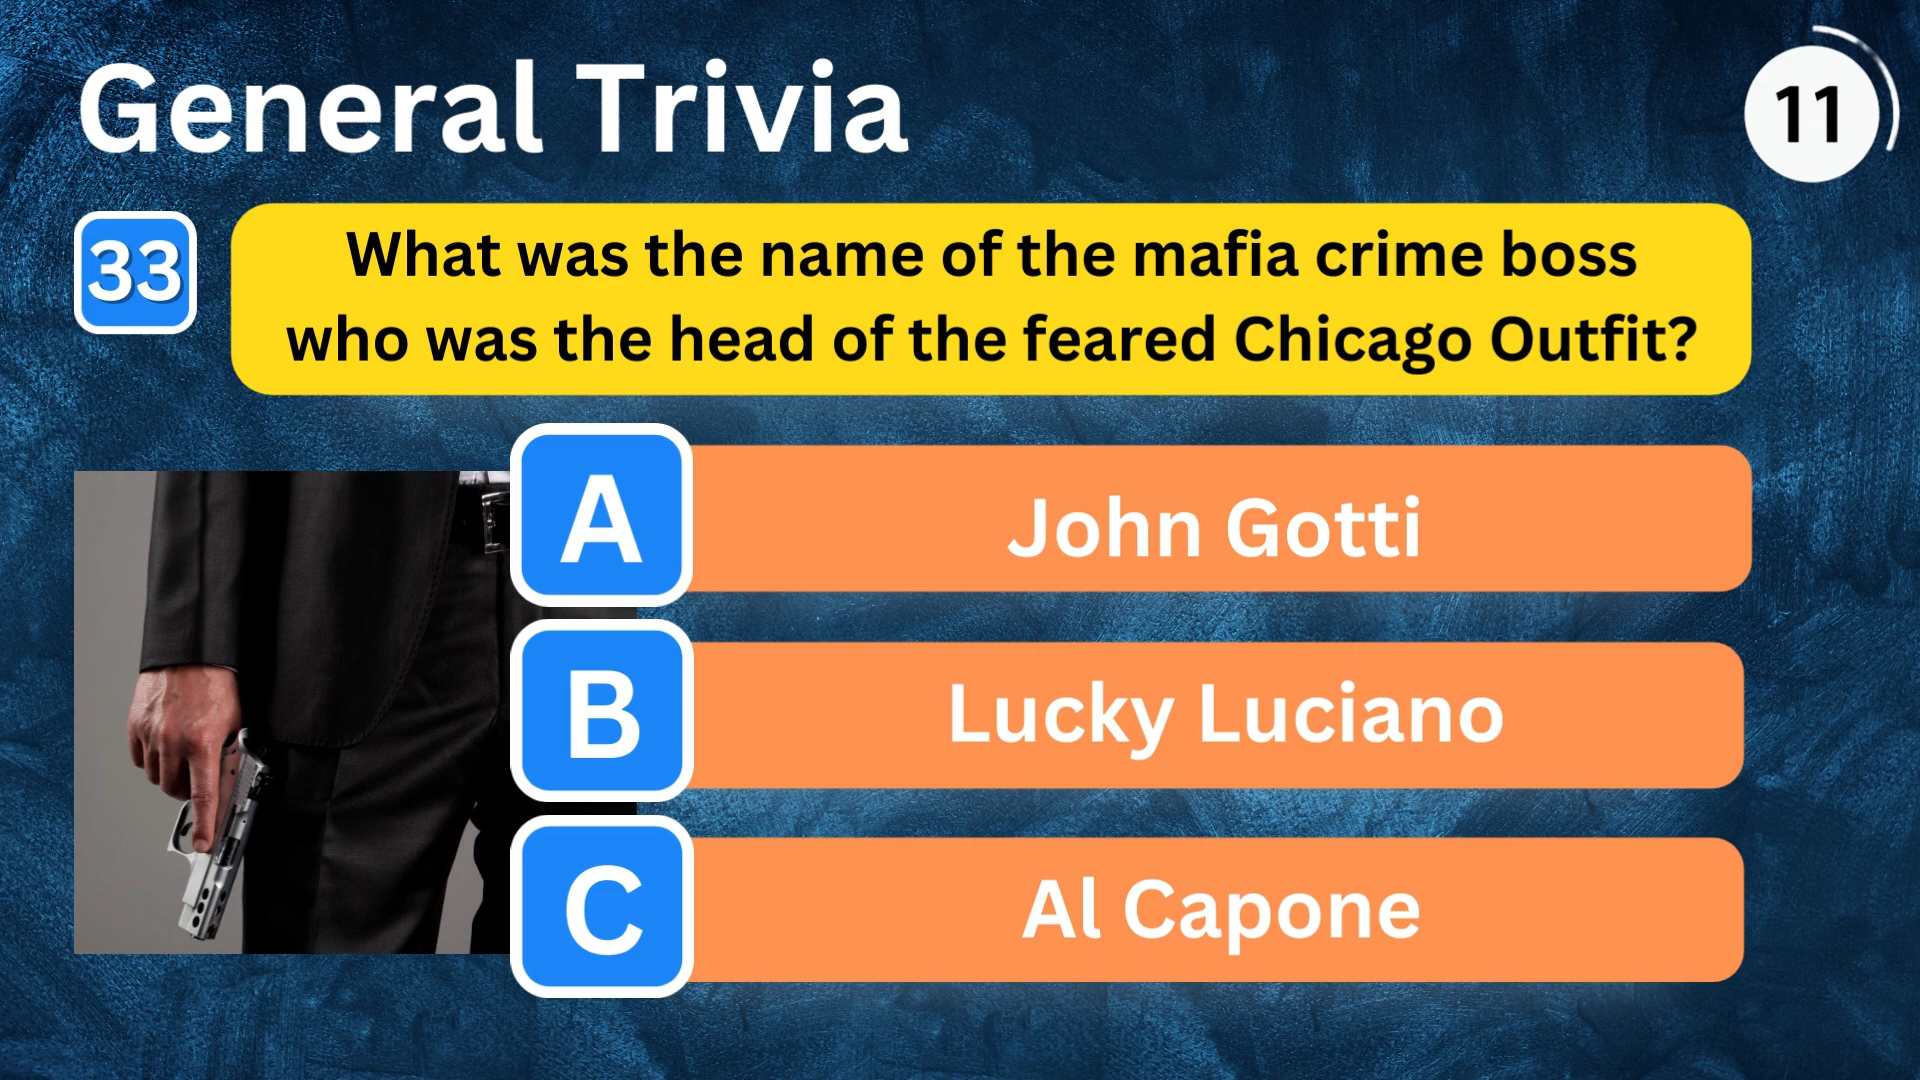 General Trivia
11
33
What was the name of the mafia crime boss
who was the head of the feared Chicago Outfit?
A
John Gotti
B
Lucky Luciano
C
Al Capone